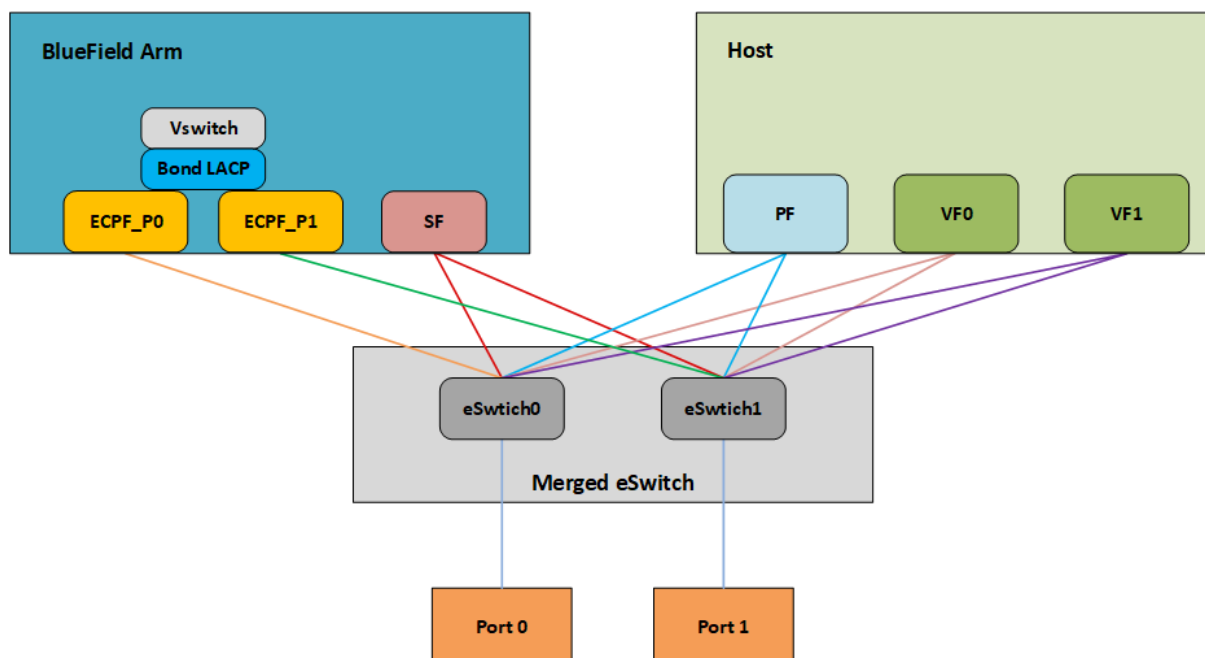 BlueField Arm
Host
Vswitch
Bond LACP
ECPF_P0
ECPF_P1
SF
PF
VF0
VF1
eSwtich0
eSwtich1
Merged eSwitch
Port 0
Port 1